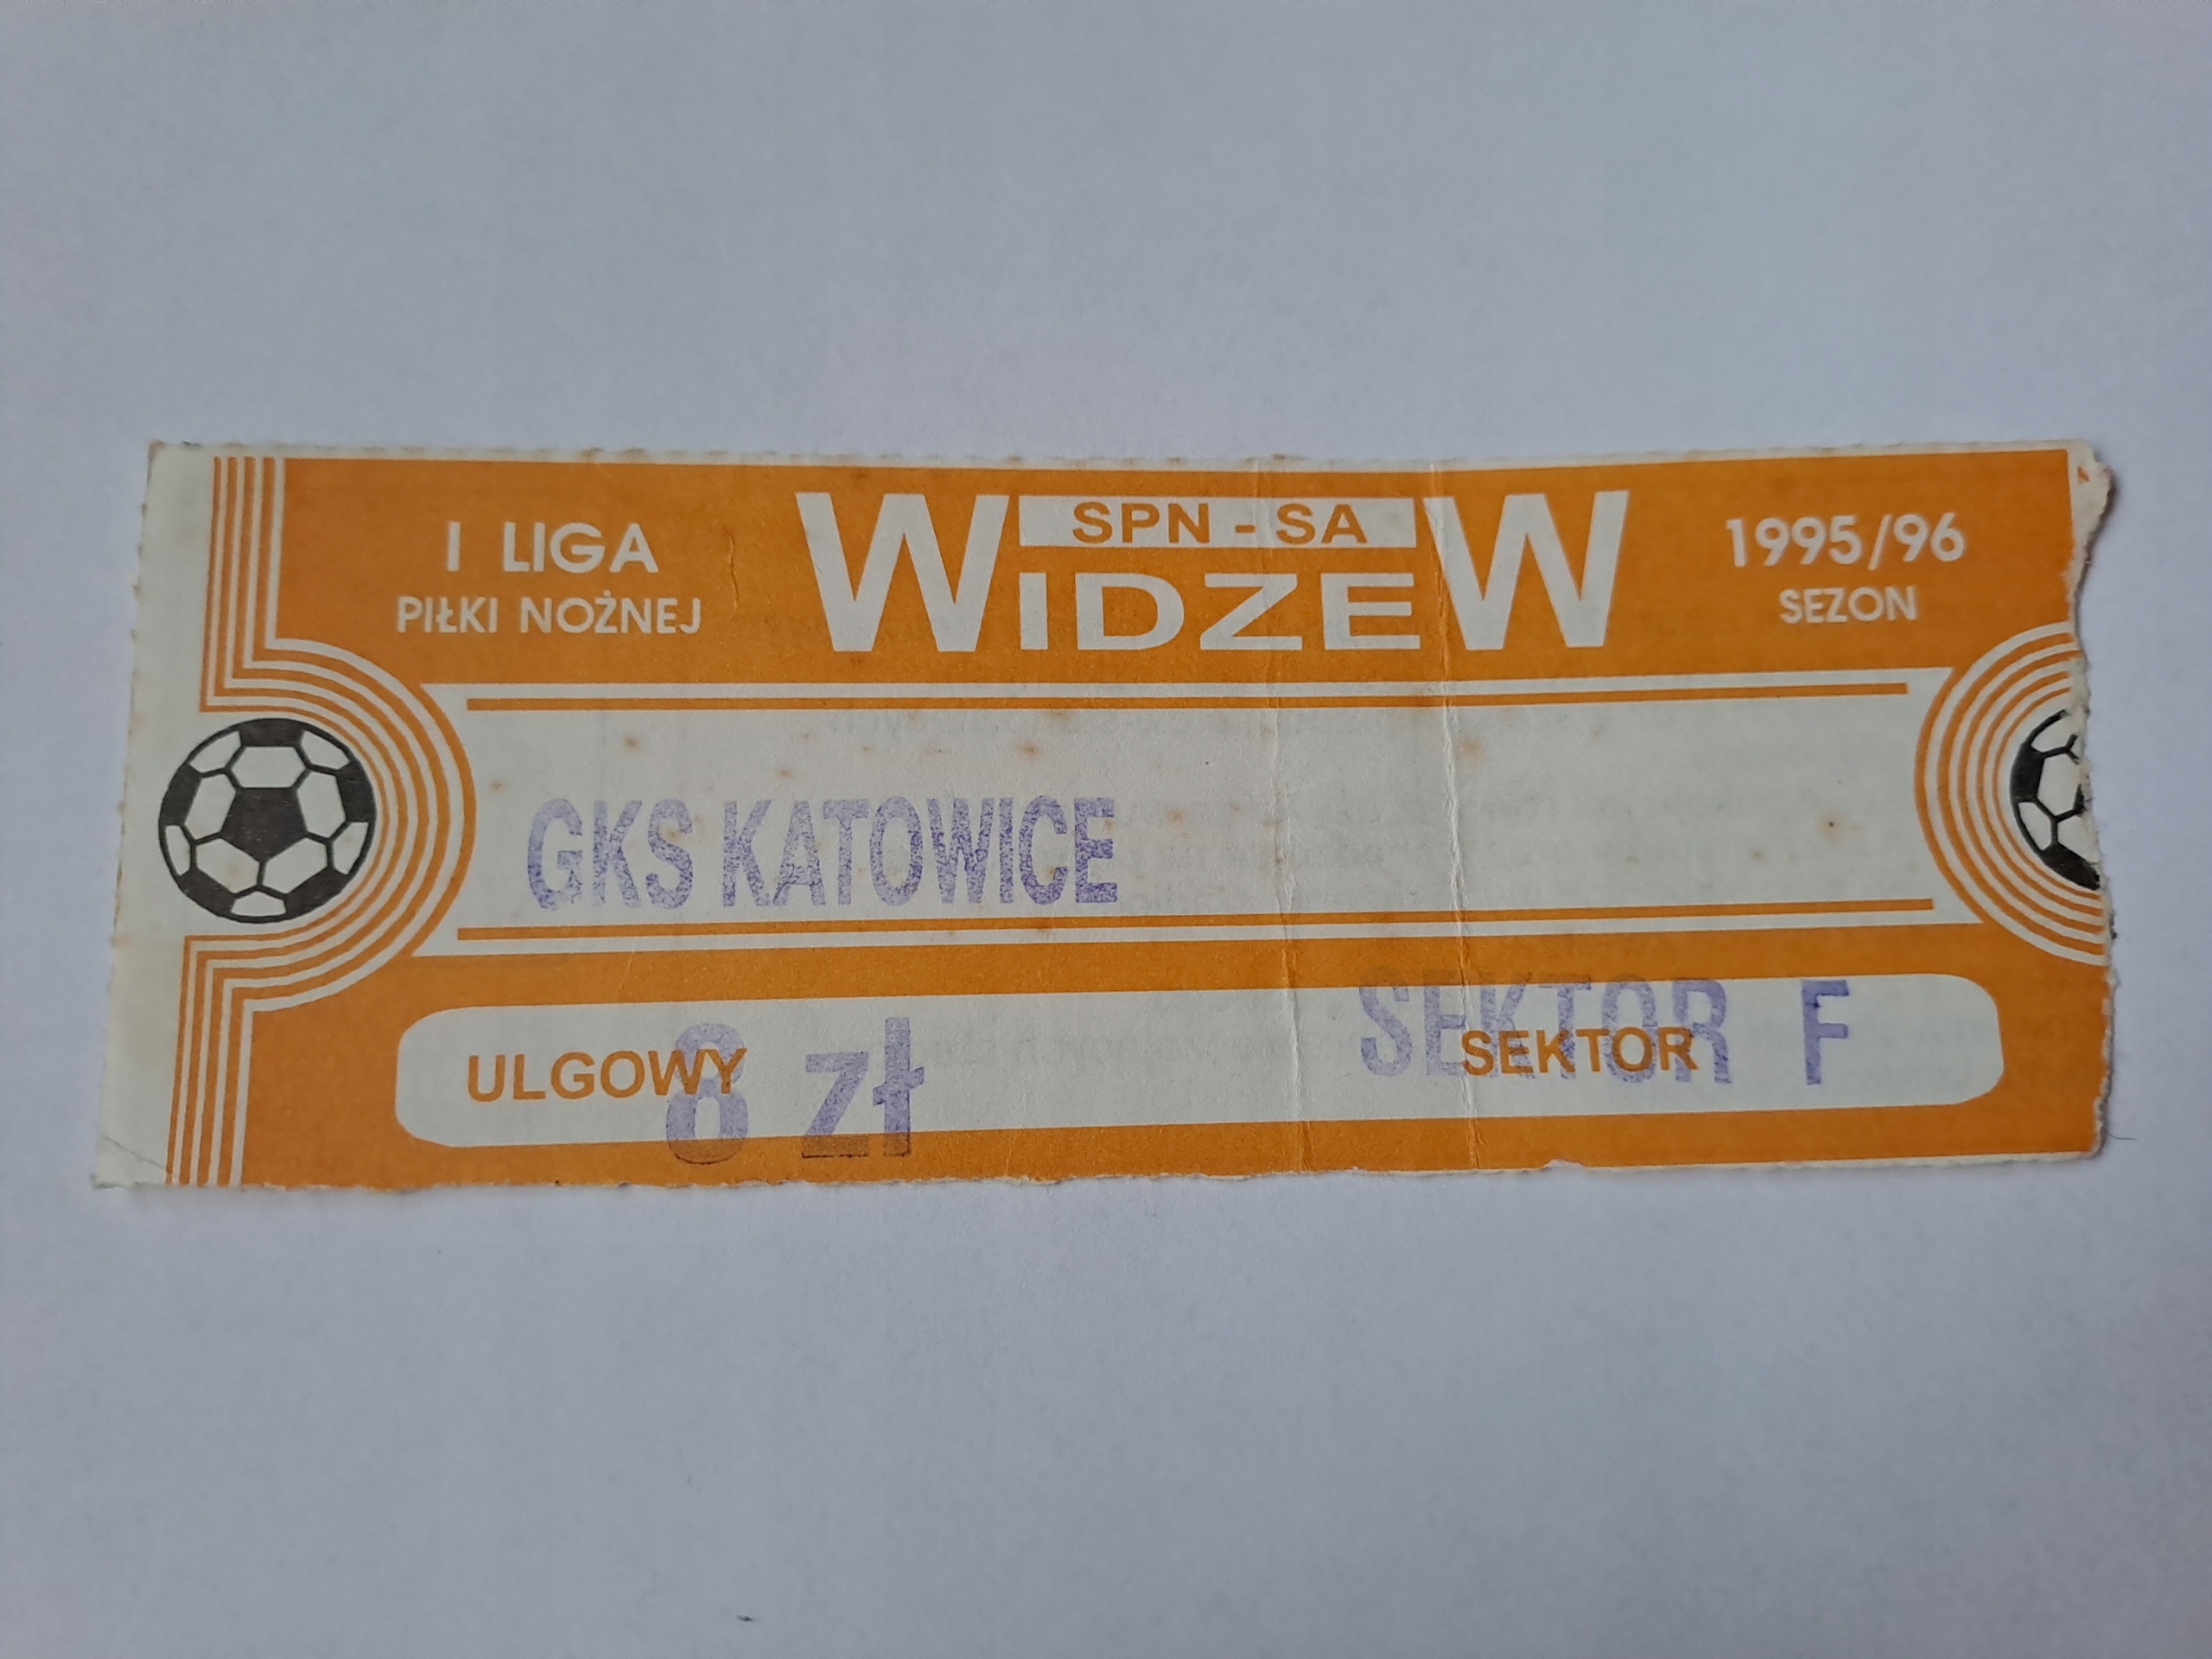 I LIGA
PIŁKI NOŻNEJ
SPN - SA
WIDZEW
1995/96
SEZON
GKS KATOWICE
ULGOWY 8 zł
SEKTOR F
SEKTOR